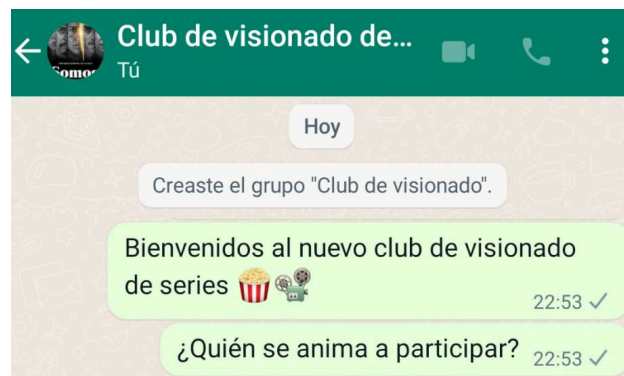 Club de visionado de...
Tú
Somos
Hoy
Creaste el grupo "Club de visionado".
Bienvenidos al nuevo club de visionado
de series 🍿📽️
22:53
¿Quién se anima a participar?
22:53